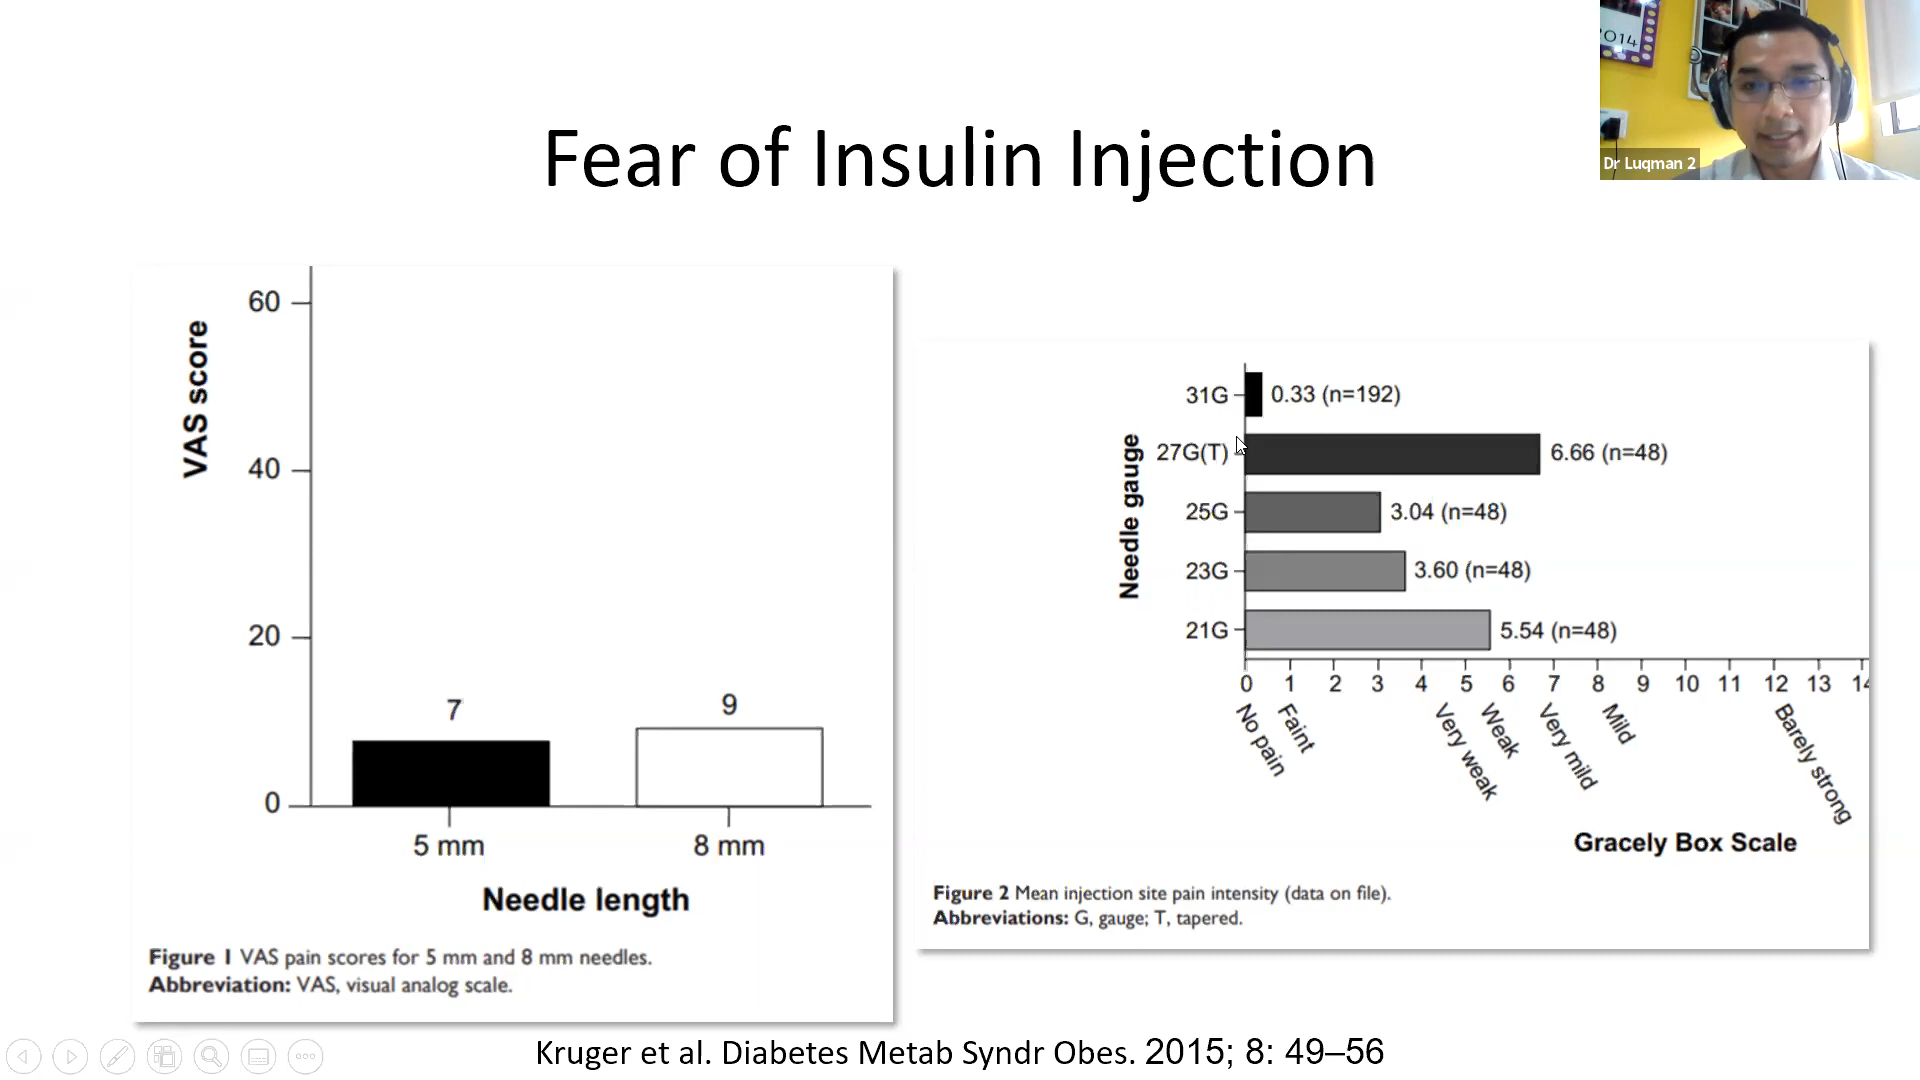 2014
Dr Luqman 2
Fear of Insulin Injection
VAS score
60
40
20
0
7
9
5 mm
8 mm
Needle length
Figure 1 VAS pain scores for 5 mm and 8 mm needles.
Abbreviation: VAS, visual analog scale.
Needle gauge
31G 0.33 (n=192)
27G(T) 6.66 (n=48)
25G 3.04 (n=48)
23G 3.60 (n=48)
21G 5.54 (n=48)
0 1 2 3 4 5 6 7 8 9 10 11 12 13 14
No pain
Faint
Very weak
Weak
Very mild
Mild
Barely strong
Gracely Box Scale
Figure 2 Mean injection site pain intensity (data on file).
Abbreviations: G, gauge; T, tapered.
Kruger et al. Diabetes Metab Syndr Obes. 2015; 8: 49–56